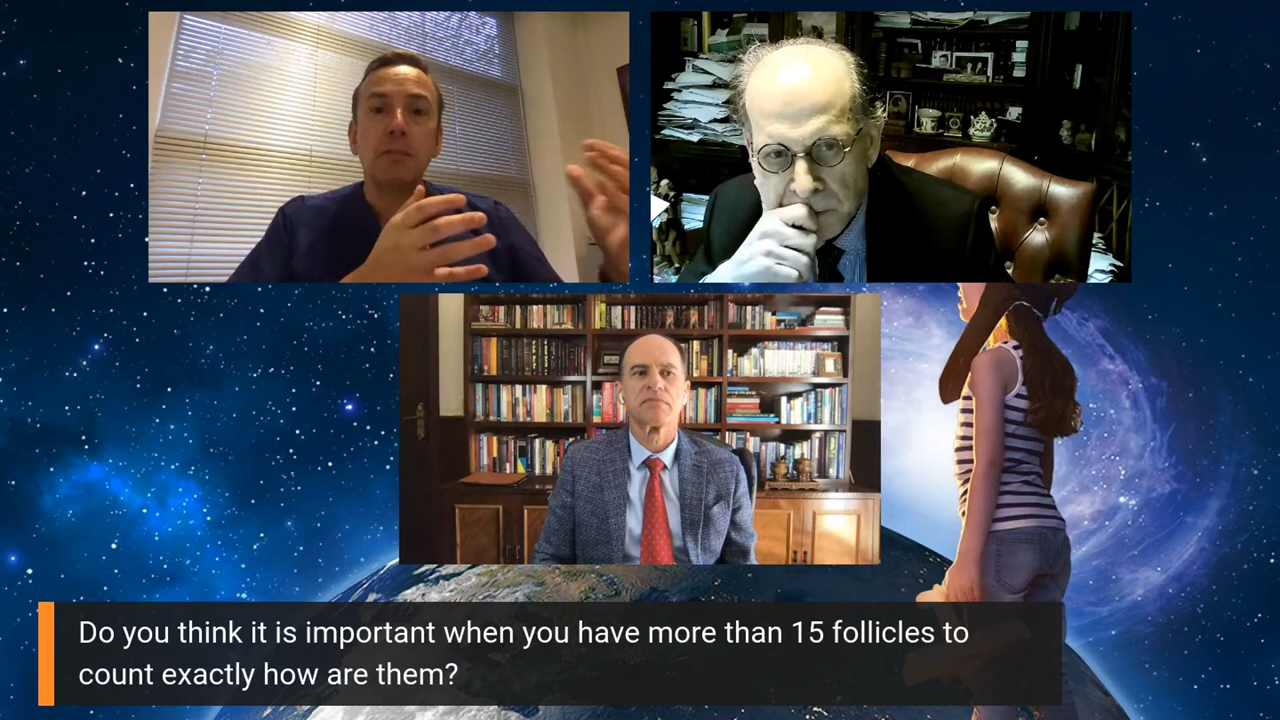 Do you think it is important when you have more than 15 follicles to
count exactly how are them?